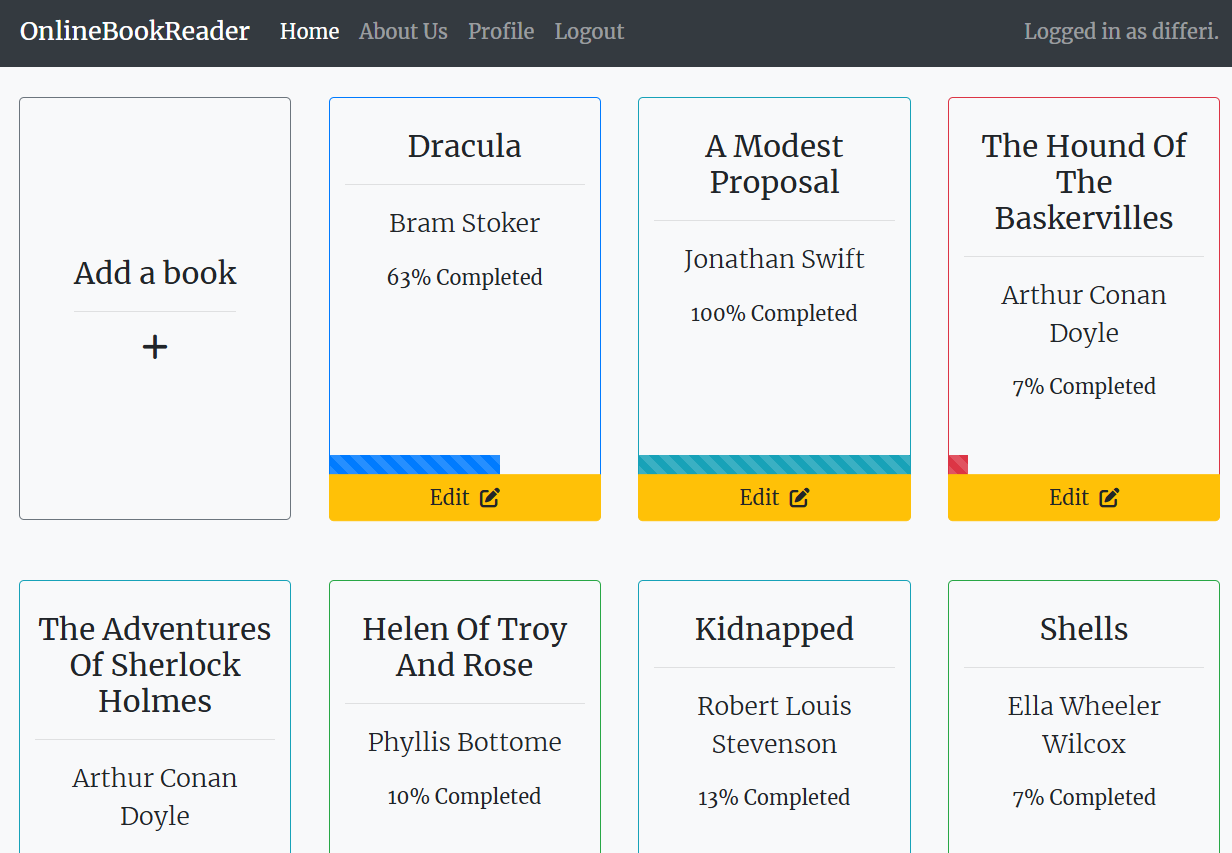 OnlineBookReader Home About Us Profile Logout Logged in as differi.
Add a book
Dracula
Bram Stoker
63% Completed
Edit
A Modest
Proposal
Jonathan Swift
100% Completed
Edit
The Hound Of
The
Baskervilles
Arthur Conan
Doyle
7% Completed
Edit
The Adventures
Of Sherlock
Holmes
Arthur Conan
Doyle
Helen Of Troy
And Rose
Phyllis Bottome
10% Completed
Kidnapped
Robert Louis
Stevenson
13% Completed
Shells
Ella Wheeler
Wilcox
7% Completed